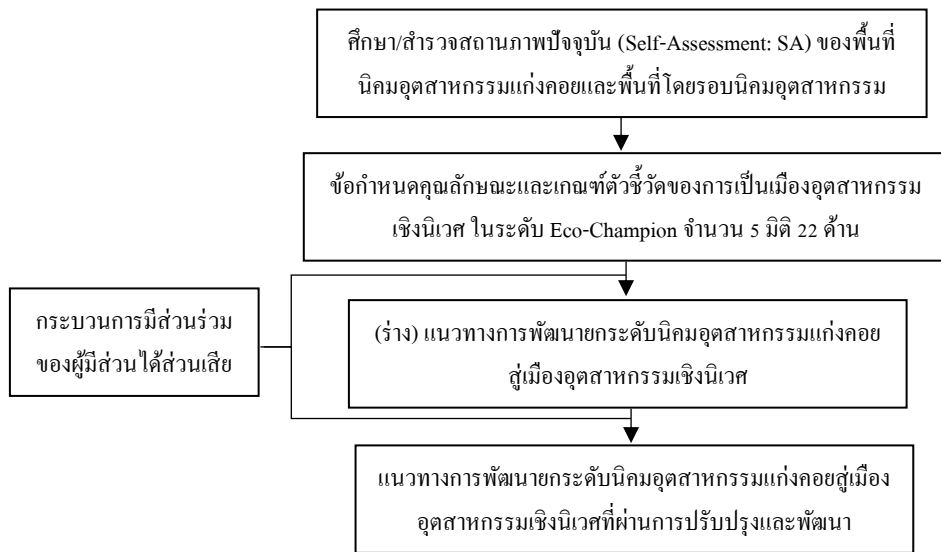 ศึกษา/สำรวจสถานภาพปัจจุบัน (Self-Assessment: SA) ของพื้นที่
นิคมอุตสาหกรรมแก่งคอยและพื้นที่โดยรอบนิคมอุตสาหกรรม
ข้อกำหนดคุณลักษณะและเกณฑ์ตัวชี้วัดของการเป็นเมืองอุตสาหกรรม
เชิงนิเวศ ในระดับ Eco-Champion จำนวน 5 มิติ 22 ด้าน
กระบวนการมีส่วนร่วม
ของผู้มีส่วนได้ส่วนเสีย
(ร่าง) แนวทางการพัฒนายกระดับนิคมอุตสาหกรรมแก่งคอย
สู่เมืองอุตสาหกรรมเชิงนิเวศ
แนวทางการพัฒนายกระดับนิคมอุตสาหกรรมแก่งคอยสู่เมือง
อุตสาหกรรมเชิงนิเวศที่ผ่านการปรับปรุงและพัฒนา